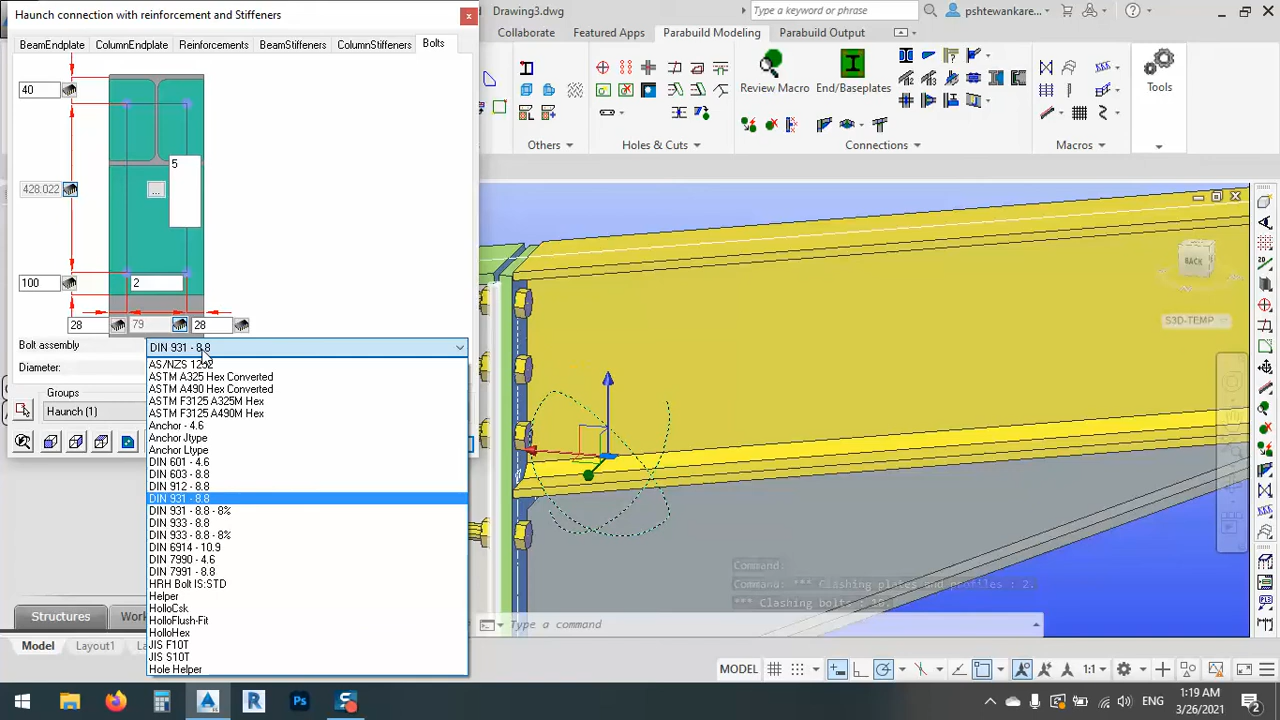 Haunch connection with reinforcement and Stiffeners
x
BeamEndplate
ColumnEndplate
Reinforcements
BeamStiffeners
ColumnStiffeners
Bolts
40
5
428.022
...
100
2
28
79
28
Bolt assembly
DIN 931 - 8.8
Diameter:
Groups
Haunch (1)
AS/NZS 1252
ASTM A325 Hex Converted
ASTM A490 Hex Converted
ASTM F3125 A325M Hex
ASTM F3125 A490M Hex
Anchor - 4.6
Anchor Jtype
Anchor Ltype
DIN 601 - 4.6
DIN 603 - 8.8
DIN 912 - 8.8
DIN 931 - 8.8
DIN 931 - 8.8 - 8%
DIN 933 - 8.8
DIN 933 - 8.8 - 8%
DIN 6914 - 10.9
DIN 7990 - 4.6
DIN 7991 - 8.8
HRH Bolt IS:STD
Helper
HolloCsk
HolloFlush-Fit
HolloHex
JIS F10T
JIS S10T
Hole Helper
Drawing3.dwg
Type a keyword or phrase
pshtewankare...
Collaborate
Featured Apps
Parabuild Modeling
Parabuild Output
Review Macro
End/Baseplates
Tools
Others
Holes & Cuts
Connections
Macros
BACK
S3D-TEMP
Command:
Command: *** Clashing plates and profiles : 2.
Type a command
Structures
Model
Layout1
MODEL
1:1
ENG
1:19 AM
3/26/2021
2